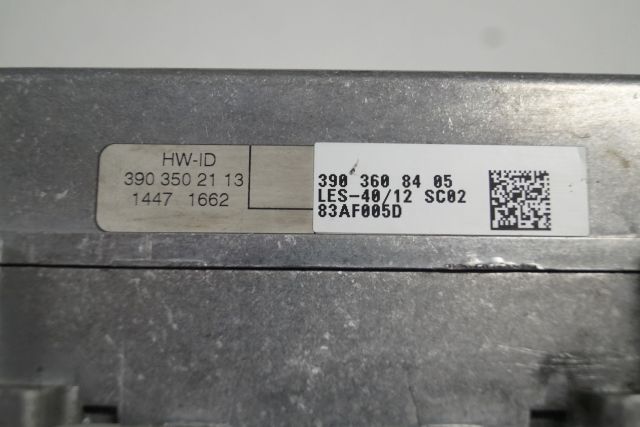 HW-ID
390 350 21 13
1447 1662
390 360 84 05
LES-40/12 SC02
83AF005D